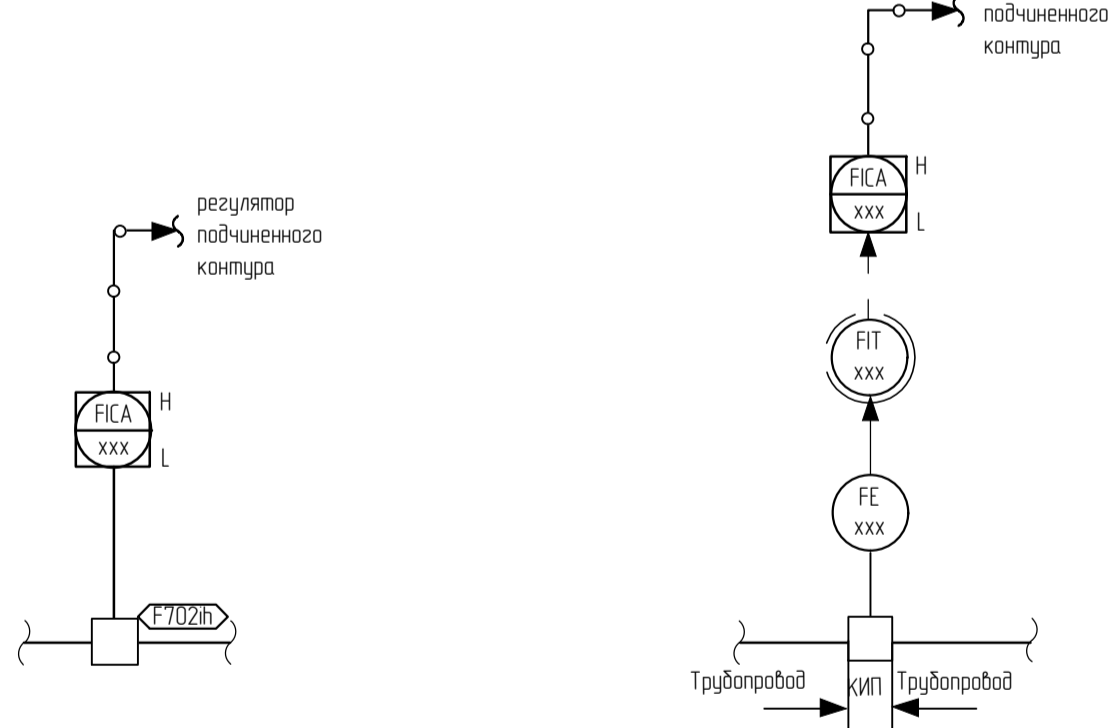 регулятор
подчиненного
контура
FICA
xxx
H
L
F702ih
подчиненного
контура
FICA
xxx
H
L
FIT
xxx
FE
xxx
Трубопровод
КИП
Трубопровод